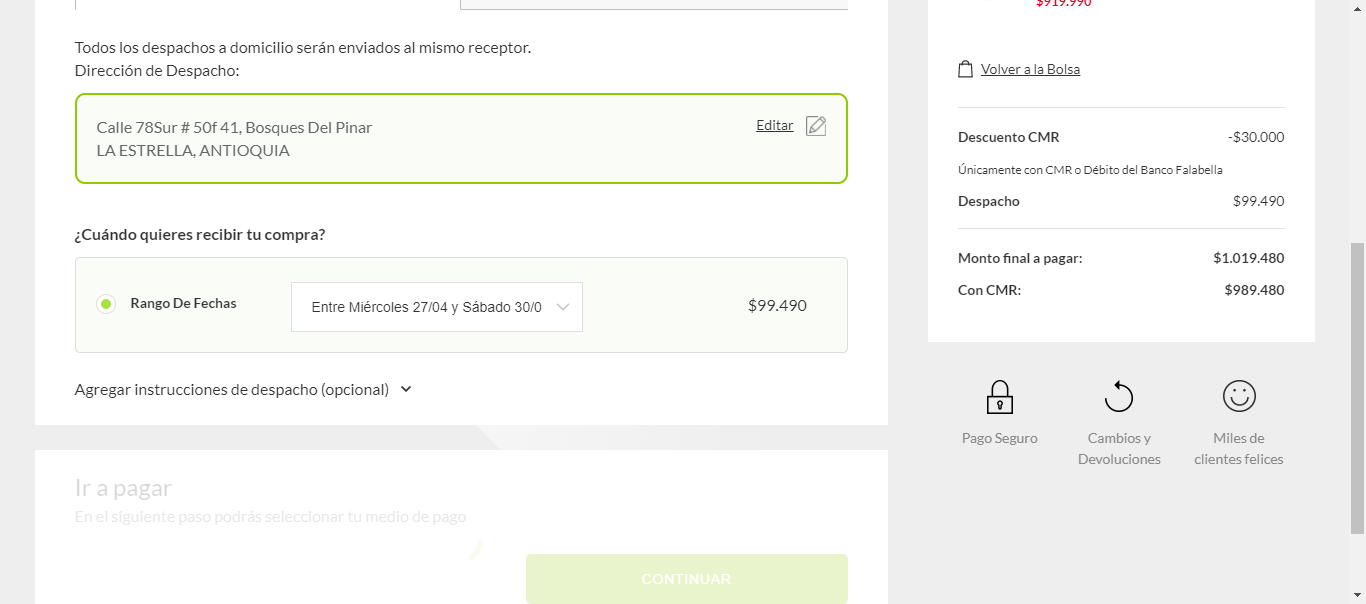 Todos los despachos a domicilio serán enviados al mismo receptor.
Dirección de Despacho:
Calle 78Sur # 50f 41, Bosques Del Pinar
LA ESTRELLA, ANTIOQUIA
Editar
¿Cuándo quieres recibir tu compra?
Rango De Fechas
Entre Miércoles 27/04 y Sábado 30/0
$99.490
Agregar instrucciones de despacho (opcional)
Ir a pagar
En el siguiente paso podrás seleccionar tu medio de pago
CONTINUAR
$919.990
Volver a la Bolsa
Descuento CMR -$30.000
Únicamente con CMR o Débito del Banco Falabella
Despacho $99.490
Monto final a pagar: $1.019.480
Con CMR: $989.480
Pago Seguro
Cambios y
Devoluciones
Miles de
clientes felices